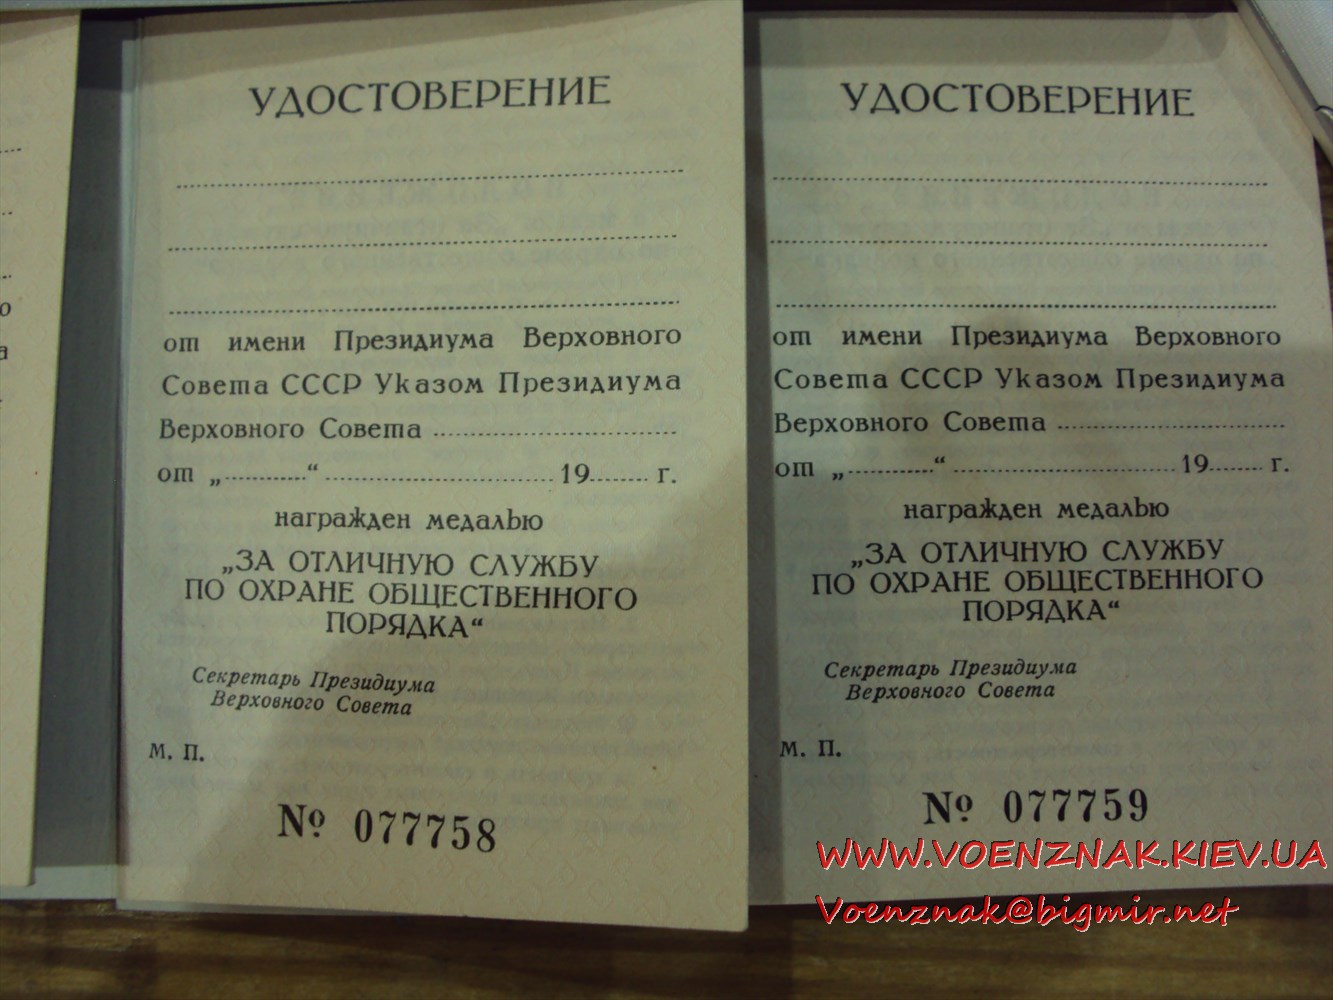 УДОСТОВЕРЕНИЕ
от имени Президиума Верховного
Совета СССР Указом Президиума
Верховного Совета ..............................
от „............“ .................................. 19........ г.
награжден медалью
„ЗА ОТЛИЧНУЮ СЛУЖБУ
ПО ОХРАНЕ ОБЩЕСТВЕННОГО
ПОРЯДКА“
Секретарь Президиума
Верховного Совета
М. П.
№ 077758
УДОСТОВЕРЕНИЕ
от имени Президиума Верховного
Совета СССР Указом Президиума
Верховного Совета ..............................
от „............“ .................................. 19........ г.
награжден медалью
„ЗА ОТЛИЧНУЮ СЛУЖБУ
ПО ОХРАНЕ ОБЩЕСТВЕННОГО
ПОРЯДКА“
Секретарь Президиума
Верховного Совета
М. П.
№ 077759
WWW.VOENZNAK.KIEV.UA
Voenznak@bigmir.net